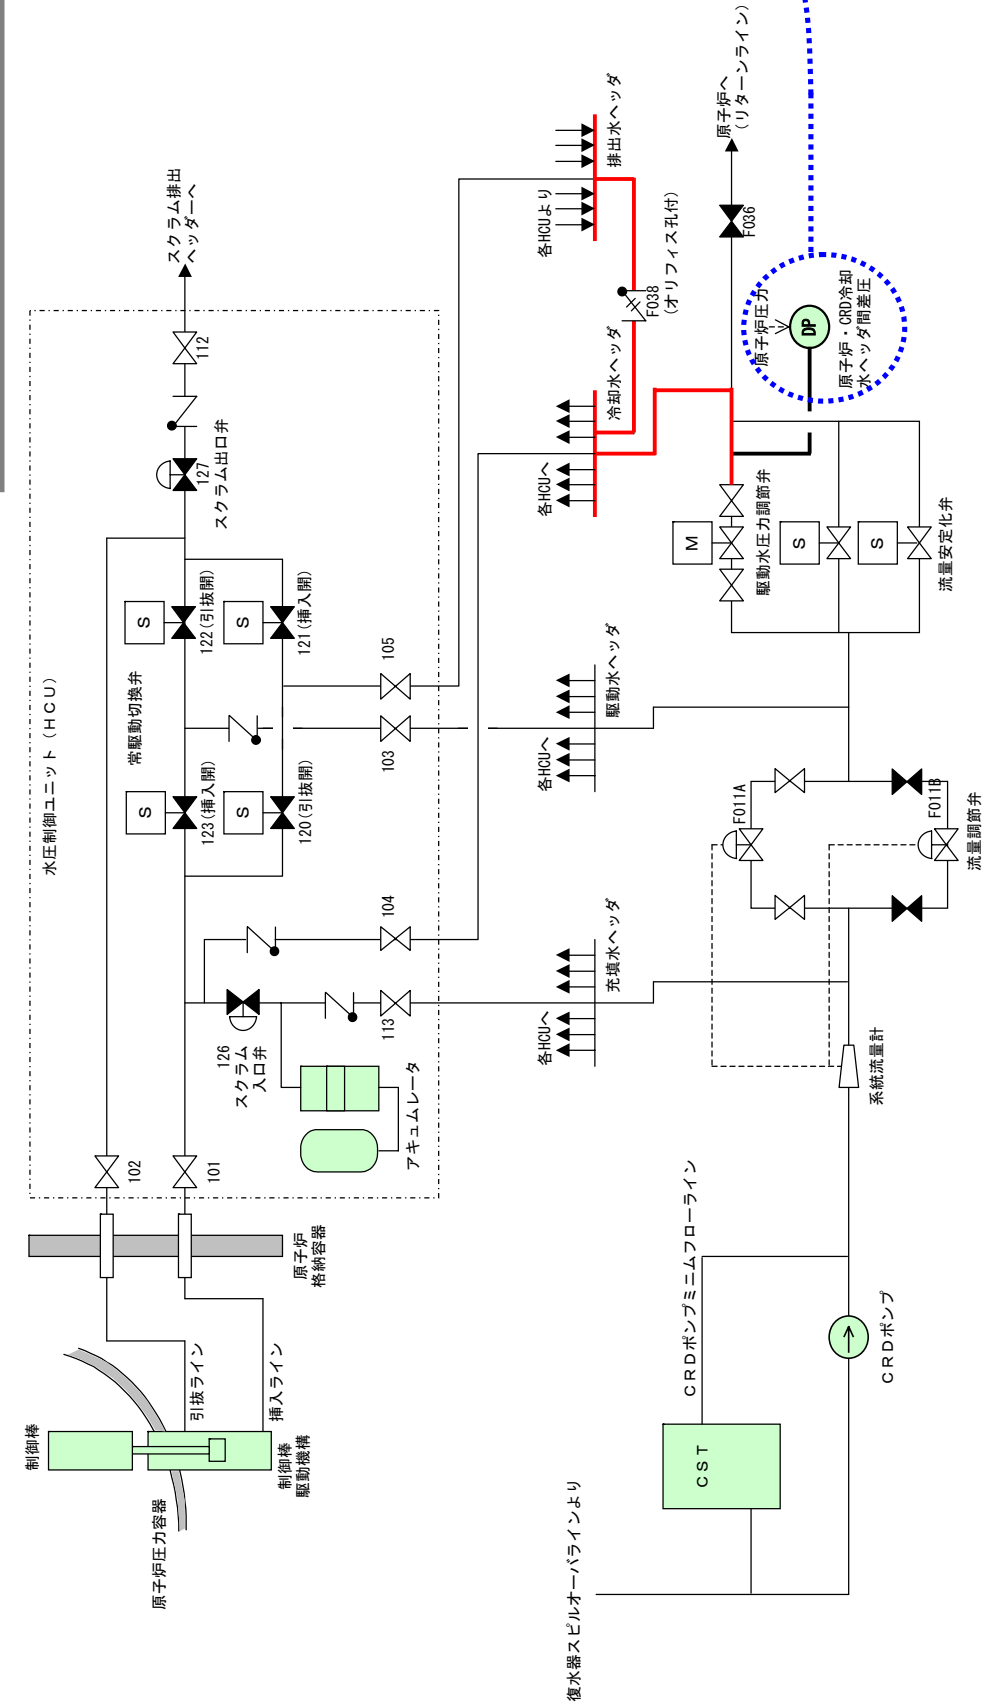 水圧制御ユニット（ＨＣＵ）
スクラム排出
ヘッダーへ
112
127
スクラム出口弁
常駆動切換弁
S
122(引抜開)
S
121(挿入開)
S
123(挿入開)
S
120(引抜開)
105
103
104
113
126
スクラム
入口弁
アキュムレータ
102
101
原子炉
格納容器
引抜ライン
挿入ライン
制御棒
制御棒
駆動機構
原子炉圧力容器
各HCUより
排出水ヘッダ
F038
(オリフィス孔付)
各HCUへ
冷却水ヘッダ
各HCUへ
駆動水ヘッダ
各HCUへ
充填水ヘッダ
原子炉へ
(リターンライン)
F036
原子炉圧力
DP
原子炉・CRD冷却
水ヘッダ間差圧
M
駆動水圧力調節弁
S
S
流量安定化弁
F011A
F011B
流量調節弁
系統流量計
ＣＲＤポンプミニムフローライン
ＣＲＤポンプ
ＣＳＴ
復水器スピルオーバラインより